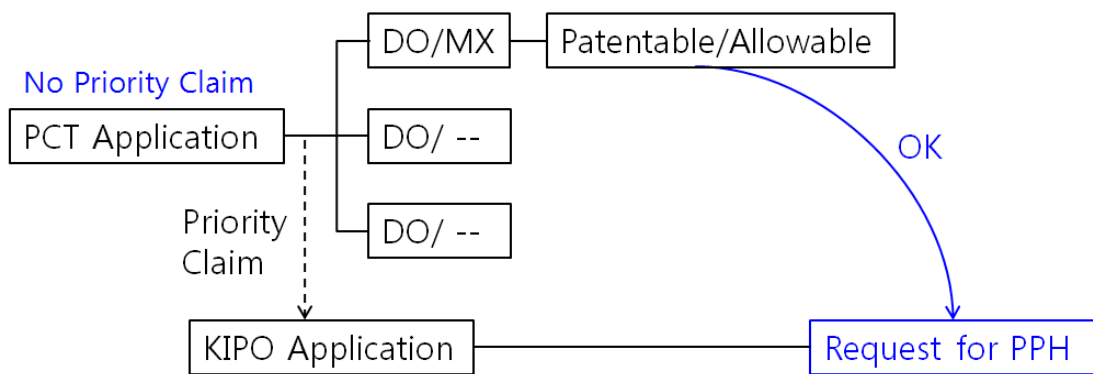 DO/MX
Patentable/Allowable
No Priority Claim
PCT Application
DO/ --
OK
Priority
Claim
DO/ --
KIPO Application
Request for PPH